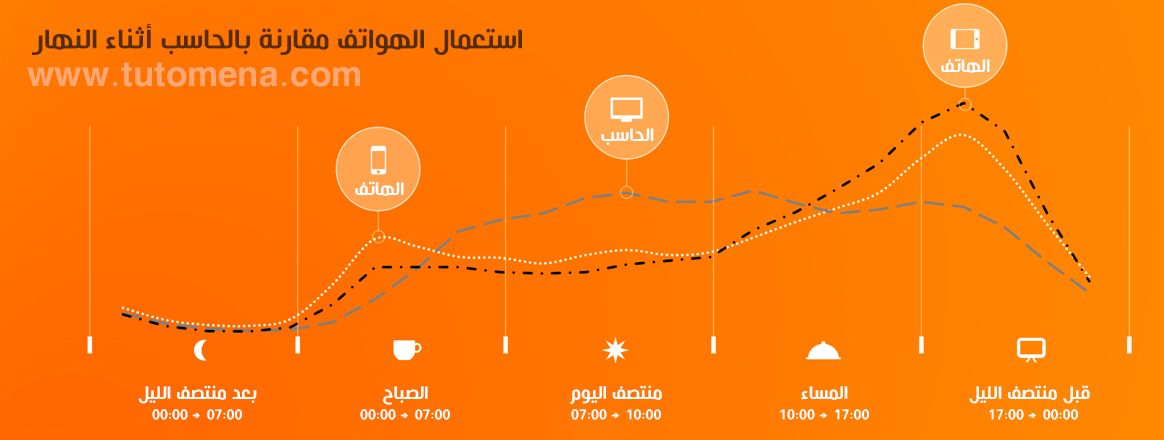 استعمال الهواتف مقارنة بالحاسب أثناء النهار
www.tutomena.com
الهاتف
الحاسب
الهاتف
بعد منتصف الليل
00:00 → 07:00
الصباح
00:00 → 07:00
منتصف اليوم
07:00 → 10:00
المساء
10:00 → 17:00
قبل منتصف الليل
17:00 → 00:00